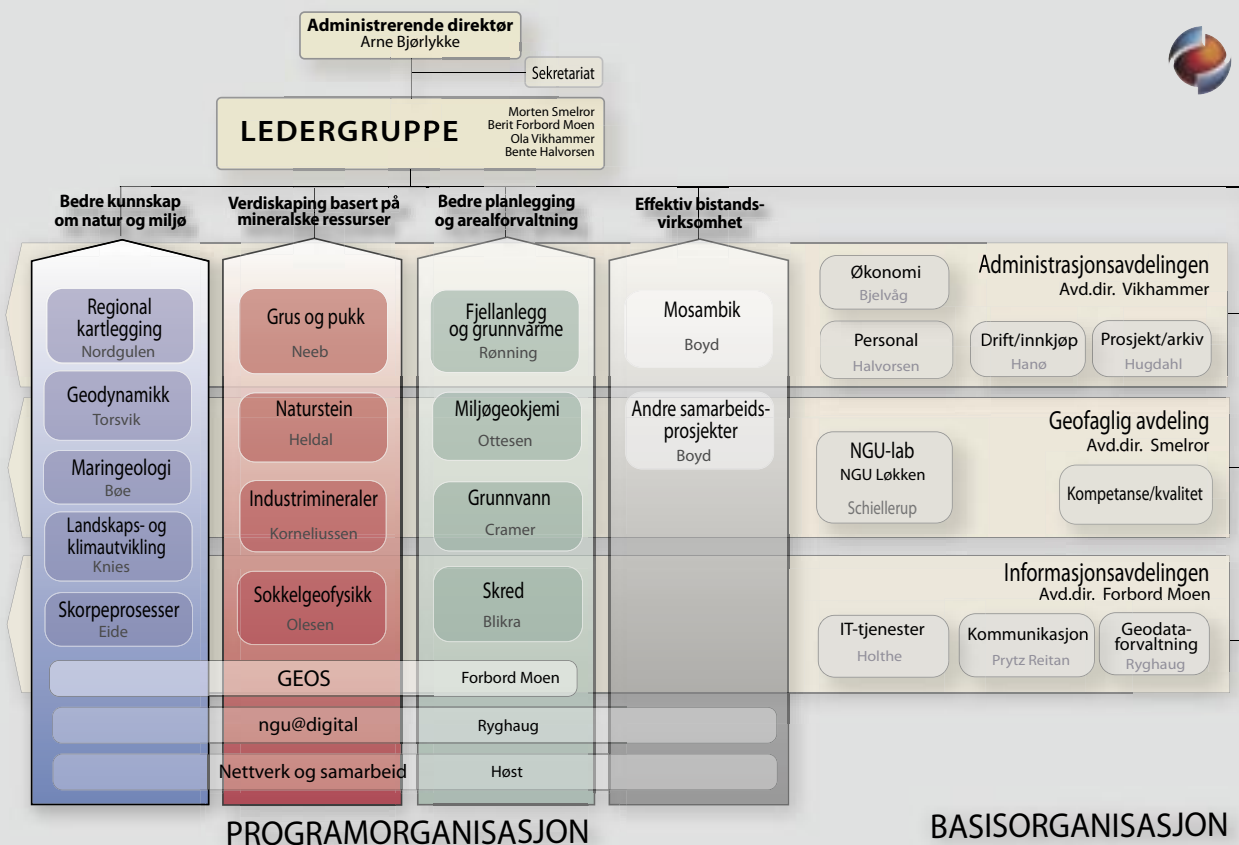 Administrerende direktør
Arne Bjørlykke
Sekretariat
LEDERGRUPPE
Morten Smelror
Berit Forbord Moen
Ola Vikhammer
Bente Halvorsen
Bedre kunnskap
om natur og miljø
Verdiskaping basert på
mineralske ressurser
Bedre planlegging
og arealforvaltning
Effektiv bistands-
virksomhet
Regional
kartlegging
Nordgulen
Geodynamikk
Torsvik
Maringeologi
Bøe
Landskaps- og
klimautvikling
Knies
Skorpeprosesser
Eide
Grus og pukk
Neeb
Naturstein
Heldal
Industrimineraler
Korneliussen
Sokkelgeofysikk
Olesen
Fjellanlegg
og grunnvarme
Rønning
Miljøgeokjemi
Ottesen
Grunnvann
Cramer
Skred
Blikra
Mosambik
Boyd
Andre samarbeids-
prosjekter
Boyd
GEOS
Forbord Moen
ngu@digital
Ryghaug
Nettverk og samarbeid
Høst
Administrasjonsavdelingen
Avd.dir. Vikhammer
Økonomi
Bjelvåg
Personal
Halvorsen
Drift/innkjøp
Hanø
Prosjekt/arkiv
Hugdahl
Geofaglig avdeling
Avd.dir. Smelror
NGU-lab
NGU Løkken
Schiellerup
Kompetanse/kvalitet
Informasjonsavdelingen
Avd.dir. Forbord Moen
IT-tjenester
Holthe
Kommunikasjon
Prytz Reitan
Geodata-
forvaltning
Ryghaug
PROGRAMORGANISASJON
BASISORGANISASJON